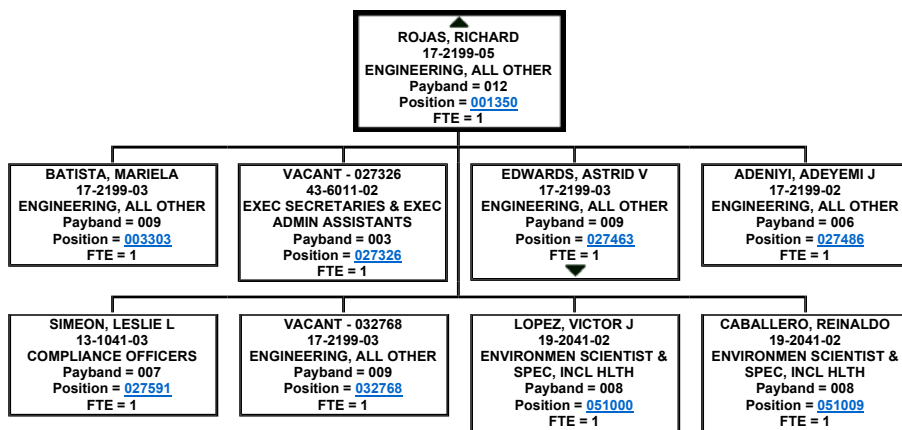 ROJAS, RICHARD
17-2199-05
ENGINEERING, ALL OTHER
Payband = 012
Position = 001350
FTE = 1
BATISTA, MARIELA
17-2199-03
ENGINEERING, ALL OTHER
Payband = 009
Position = 003303
FTE = 1
VACANT - 027326
43-6011-02
EXEC SECRETARIES & EXEC
ADMIN ASSISTANTS
Payband = 003
Position = 027326
FTE = 1
EDWARDS, ASTRID V
17-2199-03
ENGINEERING, ALL OTHER
Payband = 009
Position = 027463
FTE = 1
ADENIYI, ADEYEMI J
17-2199-02
ENGINEERING, ALL OTHER
Payband = 006
Position = 027486
FTE = 1
SIMEON, LESLIE L
13-1041-03
COMPLIANCE OFFICERS
Payband = 007
Position = 027591
FTE = 1
VACANT - 032768
17-2199-03
ENGINEERING, ALL OTHER
Payband = 009
Position = 032768
FTE = 1
LOPEZ, VICTOR J
19-2041-02
ENVIRONMEN SCIENTIST &
SPEC, INCL HLTH
Payband = 008
Position = 051000
FTE = 1
CABALLERO, REINALDO
19-2041-02
ENVIRONMEN SCIENTIST &
SPEC, INCL HLTH
Payband = 008
Position = 051009
FTE = 1